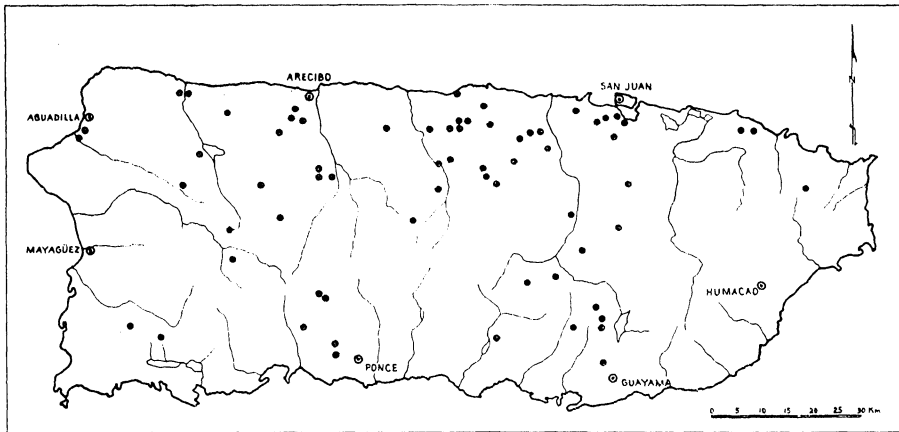 ARECIBO
SAN JUAN
N
AGUADILLA
MAYAGÜEZ
HUMACAO
PONCE
GUAYAMA
0 5 10 15 20 25 30 Km